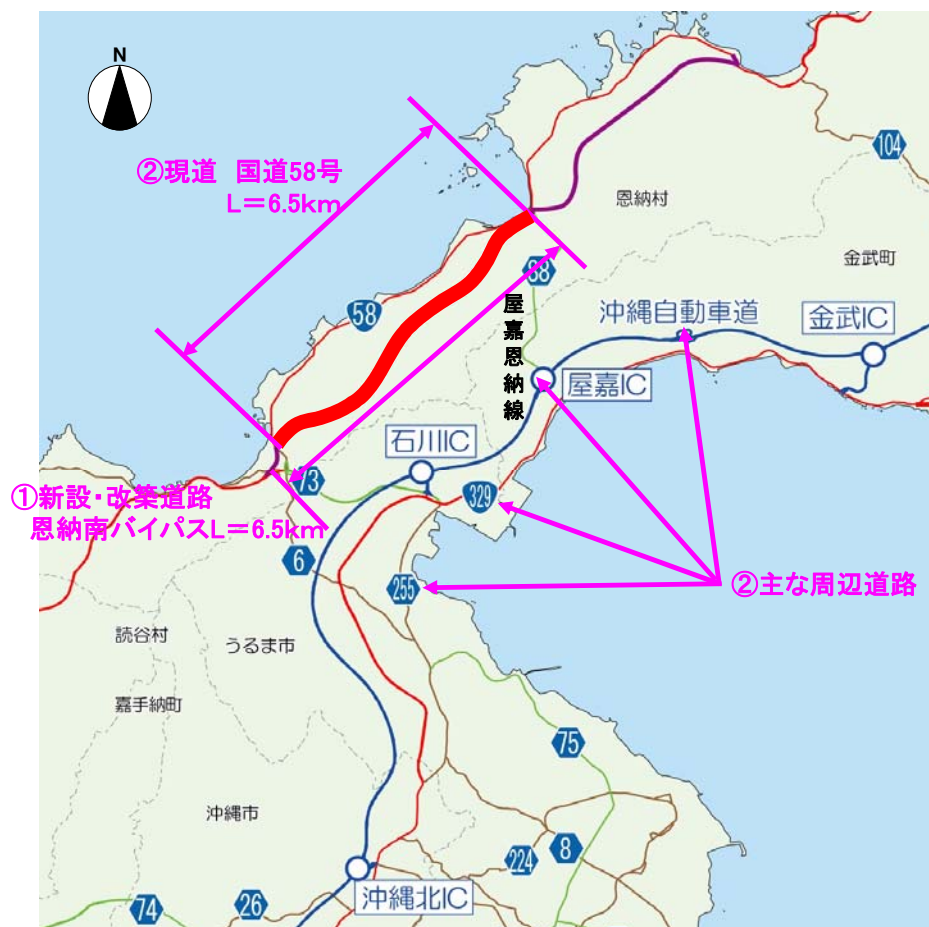 N
②現道 国道58号
L=6.5km
104
恩納村
金武町
88
屋嘉恩納線
58
沖縄自動車道
金武IC
屋嘉IC
石川IC
①新設・改築道路
恩納南バイパスL=6.5km
73
329
6
255
②主な周辺道路
読谷村
うるま市
嘉手納町
75
沖縄市
224
8
沖縄北IC
74
26